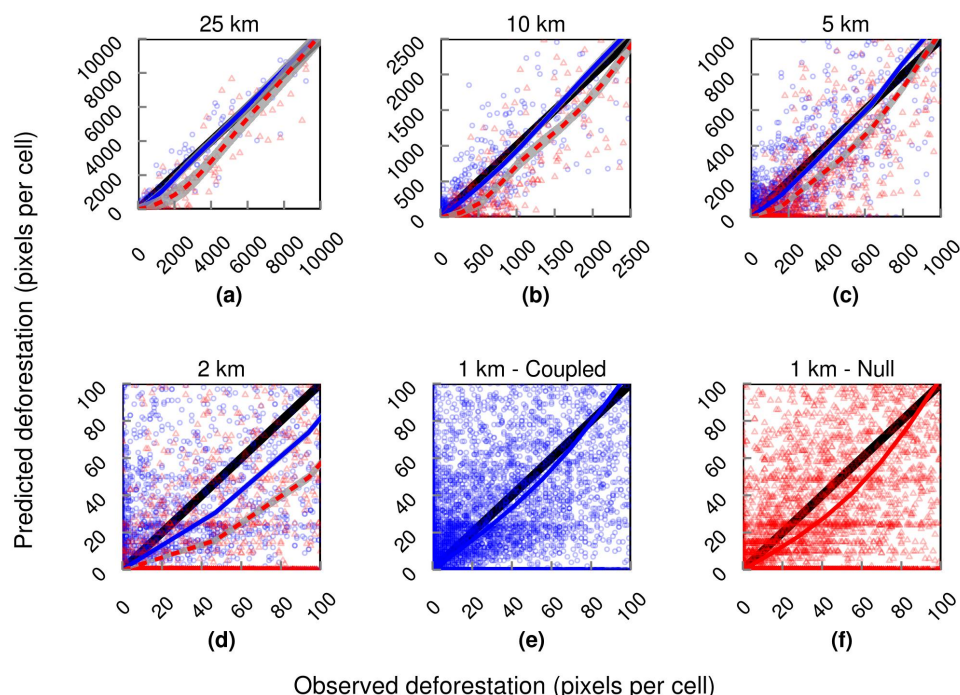 25 km
10 km
5 km
Predicted deforestation (pixels per cell)
0 2000 4000 6000 8000 10000
0 2000 4000 6000 8000 10000
(a)
0 500 1500 2500
0 500 1000 1500 2000 2500
(b)
0 200 400 600 800 1000
0 200 400 600 800 1000
(c)
2 km
1 km - Coupled
1 km - Null
0 20 40 60 80 100
0 20 40 60 80 100
(d)
0 20 40 60 80 100
0 20 40 60 80 100
(e)
0 20 40 60 80 100
0 20 40 60 80 100
(f)
Observed deforestation (pixels per cell)